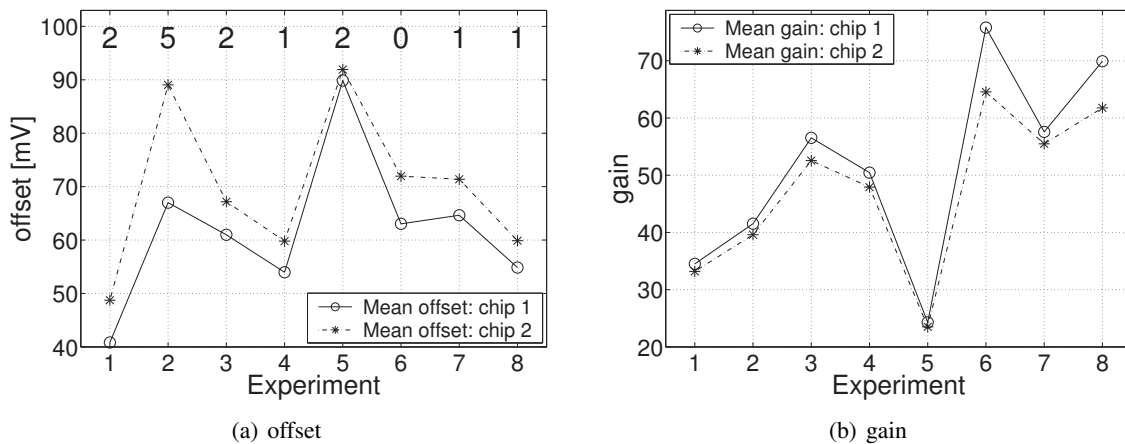 100
90
80
70
60
50
40
offset [mV]
2 5 2 1 2 0 1 1
Mean offset: chip 1
Mean offset: chip 2
1 2 3 4 5 6 7 8
Experiment
(a) offset
70
60
50
40
30
20
gain
Mean gain: chip 1
Mean gain: chip 2
1 2 3 4 5 6 7 8
Experiment
(b) gain